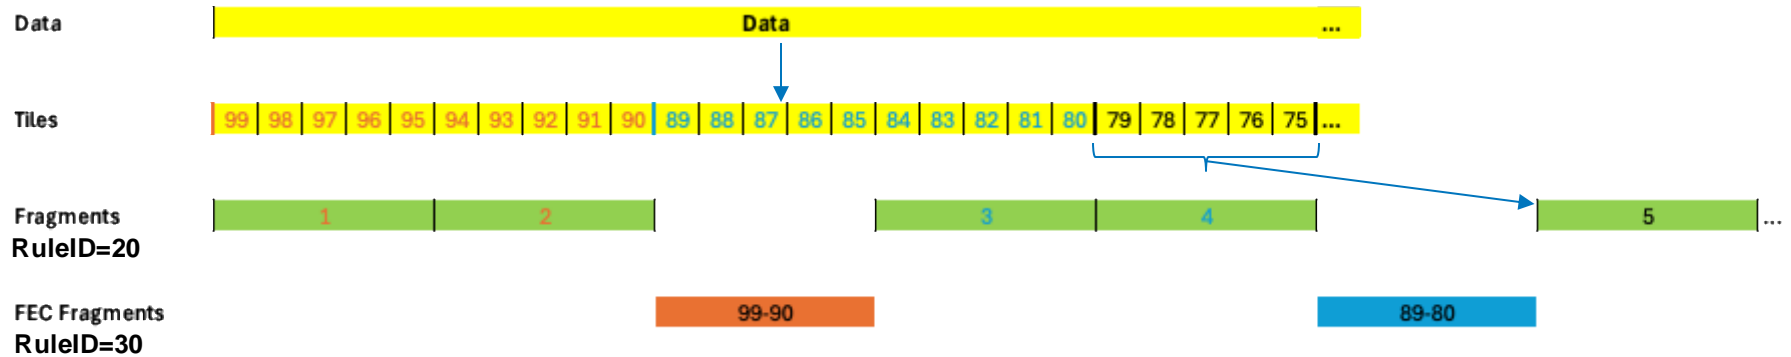 Data Data ...
Tiles 99 98 97 96 95 94 93 92 91 90 89 88 87 86 85 84 83 82 81 80 79 78 77 76 75 ...
Fragments 1 2 3 4 5 ...
RuleID=20
FEC Fragments 99-90 89-80
RuleID=30